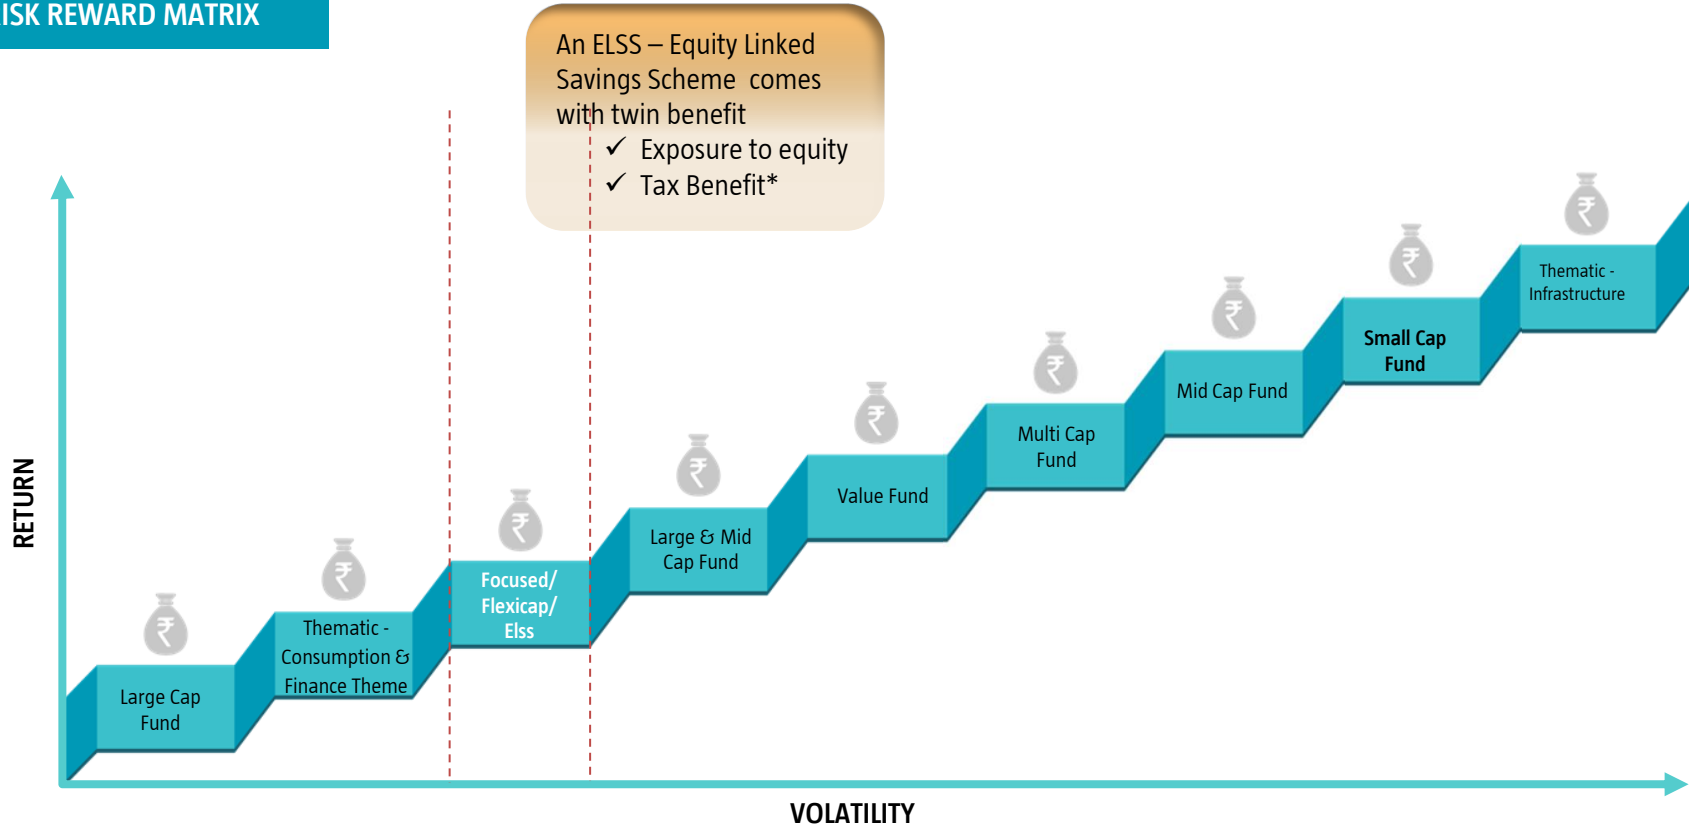 ISK REWARD MATRIX
An ELSS – Equity Linked
Savings Scheme comes
with twin benefit
✓ Exposure to equity
✓ Tax Benefit*
₹
Thematic -
Infrastructure
₹
Small Cap
Fund
₹
Mid Cap Fund
₹
Multi Cap
Fund
₹
Value Fund
₹
Large & Mid
Cap Fund
₹
Focused/
Flexicap/
Elss
₹
Thematic -
Consumption &
Finance Theme
₹
Large Cap
Fund
RETURN
VOLATILITY